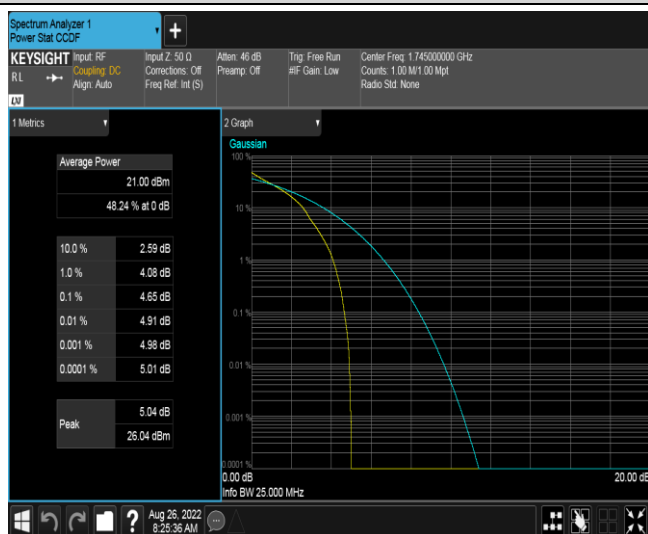 Spectrum Analyzer 1
Power Stat CCDF
KEYSIGHT
RL
LXI
Input: RF
Coupling: DC
Align: Auto
Input Z: 50 Ω
Corrections: Off
Freq Ref: Int (S)
Atten: 46 dB
Preamp: Off
Trig: Free Run
#IF Gain: Low
Center Freq: 1.745000000 GHz
Counts: 1.00 M/1.00 Mpt
Radio Std: None
1 Metrics
Average Power
21.00 dBm
48.24 % at 0 dB
10.0 % 2.59 dB
1.0 % 4.08 dB
0.1 % 4.65 dB
0.01 % 4.91 dB
0.001 % 4.98 dB
0.0001 % 5.01 dB
Peak
5.04 dB
26.04 dBm
2 Graph
Gaussian
100 %
10 %
1 %
0.1 %
0.01 %
0.001 %
0.0001 %
0.00 dB
20.00 dB
Info BW 25.000 MHz
?
Aug 26, 2022
8:25:36 AM